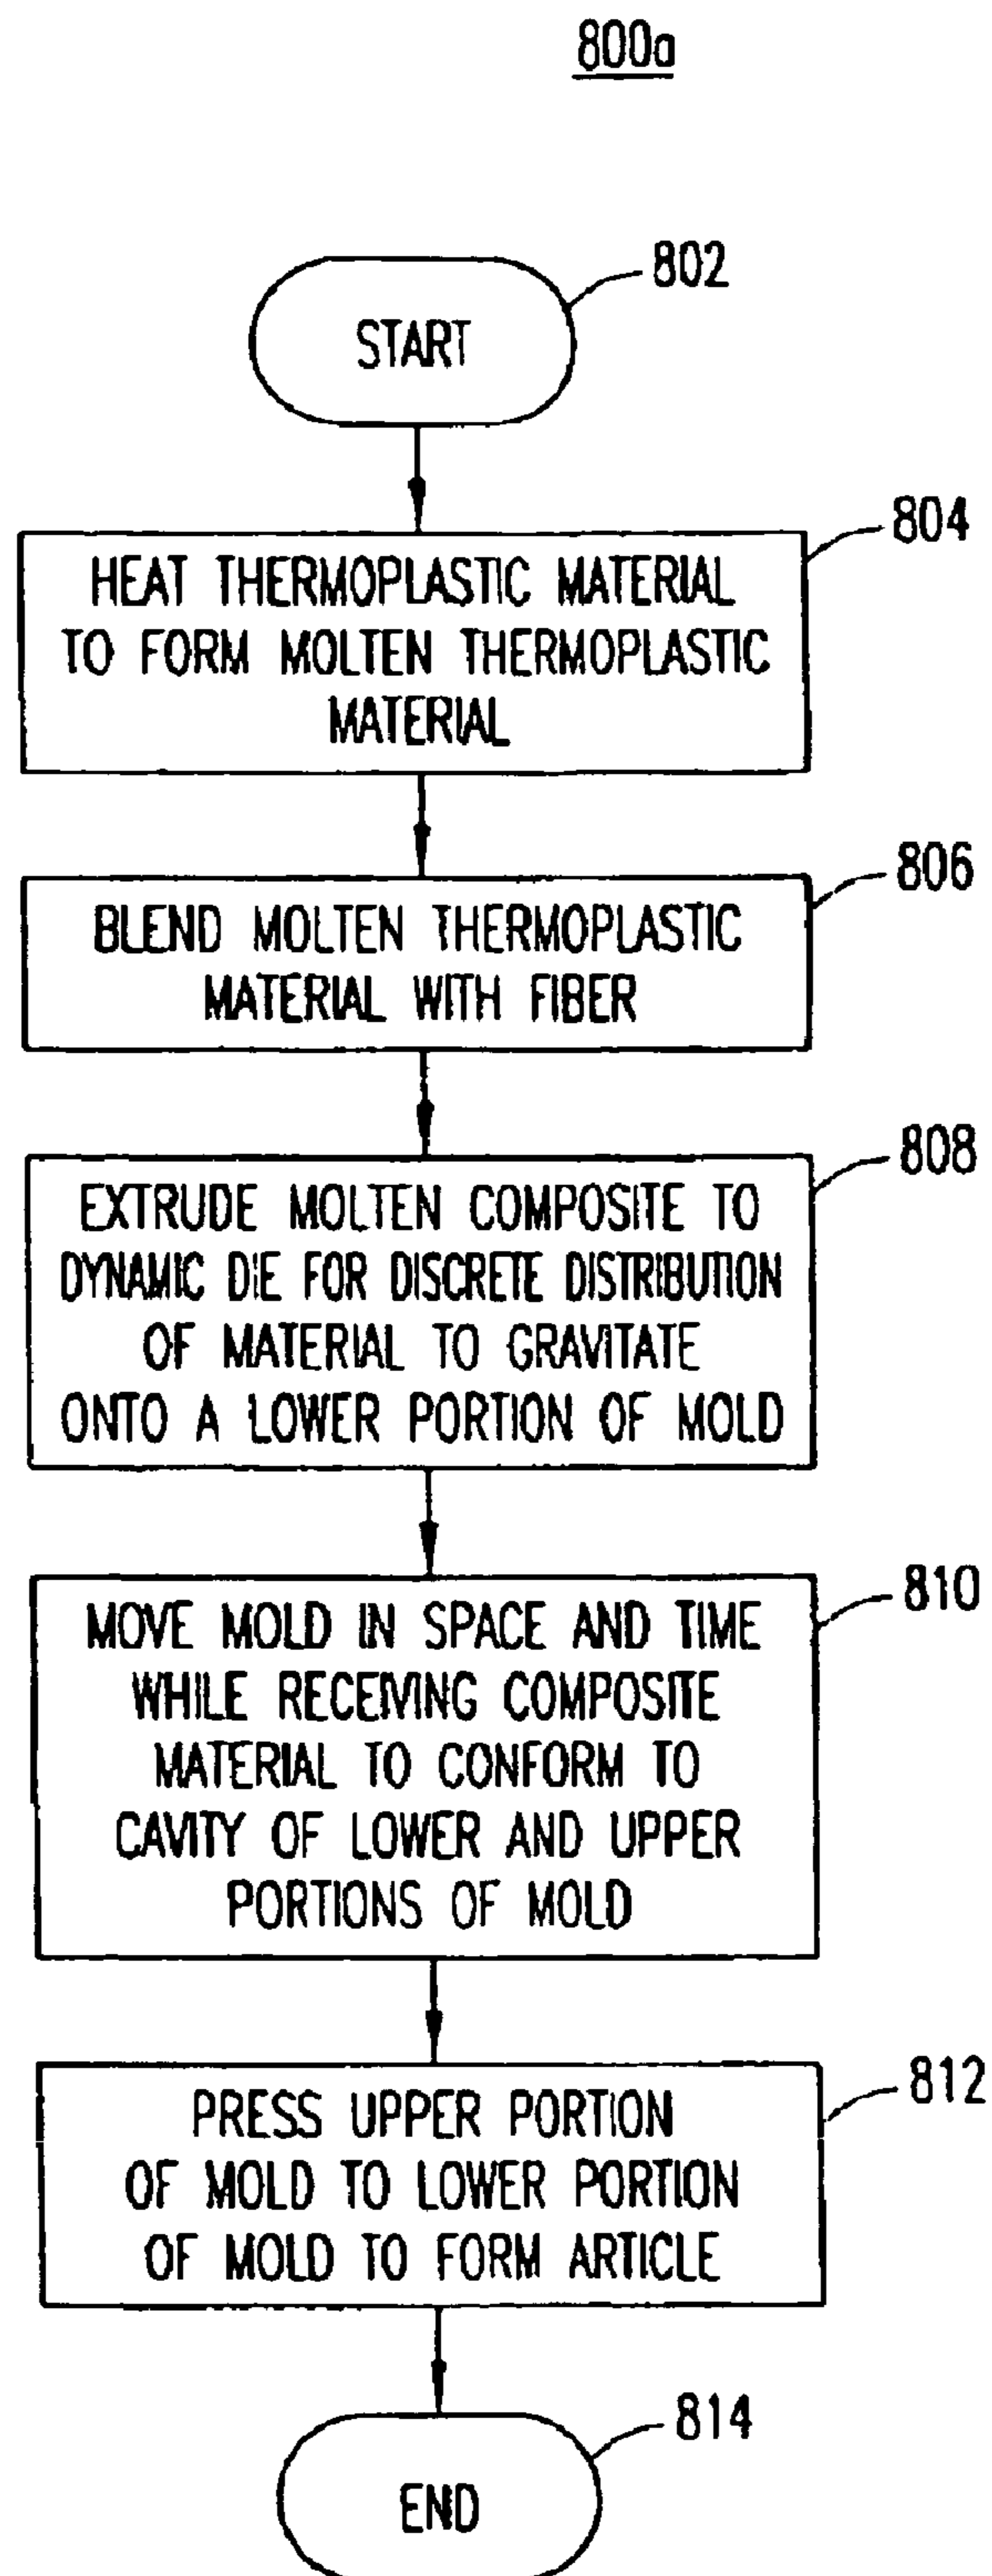 800a
802
START
804
HEAT THERMOPLASTIC MATERIAL
TO FORM MOLTEN THERMOPLASTIC
MATERIAL
806
BLEND MOLTEN THERMOPLASTIC
MATERIAL WITH FIBER
808
EXTRUDE MOLTEN COMPOSITE TO
DYNAMIC DIE FOR DISCRETE DISTRIBUTION
OF MATERIAL TO GRAVITATE
ONTO A LOWER PORTION OF MOLD
810
MOVE MOLD IN SPACE AND TIME
WHILE RECEIVING COMPOSITE
MATERIAL TO CONFORM TO
CAVITY OF LOWER AND UPPER
PORTIONS OF MOLD
812
PRESS UPPER PORTION
OF MOLD TO LOWER PORTION
OF MOLD TO FORM ARTICLE
814
END